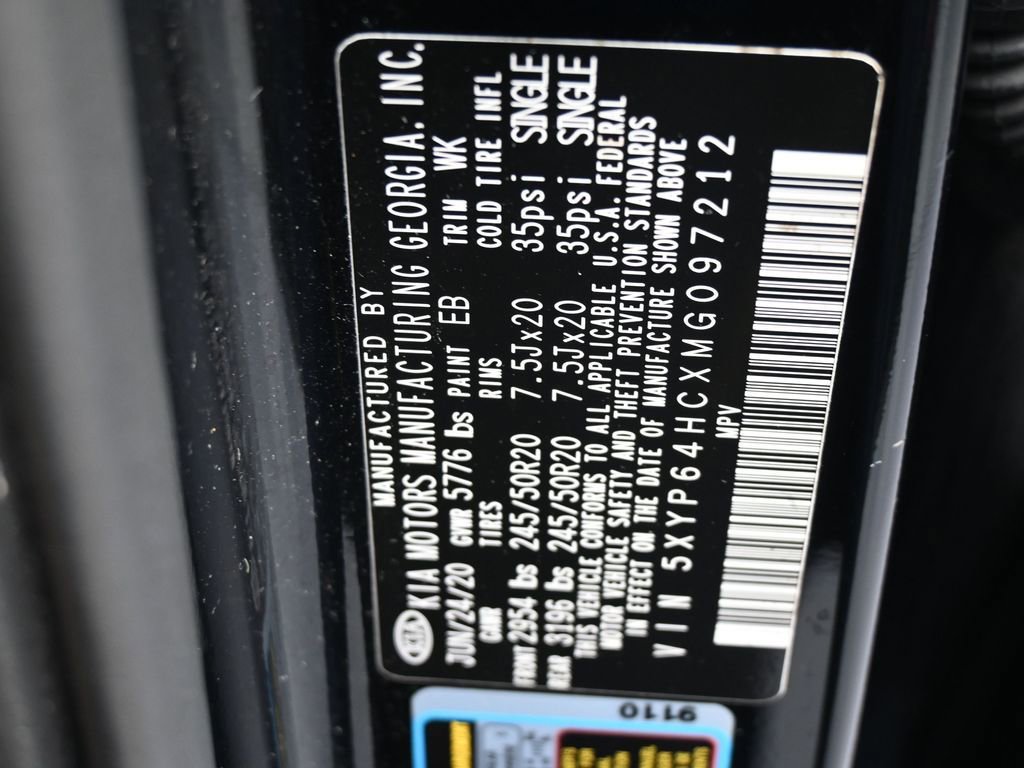 MANUFACTURED BY
KIA KIA MOTORS MANUFACTURING GEORGIA. INC.
JUN/24/20 GVWR 5776 lbs PAINT EB TRIM WK
GAWR TIRES RIMS COLD TIRE INFL
FRONT 2954 lbs 245/50R20 7.5Jx20 35psi SINGLE
REAR 3196 lbs 245/50R20 7.5Jx20 35psi SINGLE
THIS VEHICLE CONFORMS TO ALL APPLICABLE U.S.A. FEDERAL
MOTOR VEHICLE SAFETY AND THEFT PREVENTION STANDARDS
IN EFFECT ON THE DATE OF MANUFACTURE SHOWN ABOVE
VIN 5XYP64HCXMG097212
MPV
9110